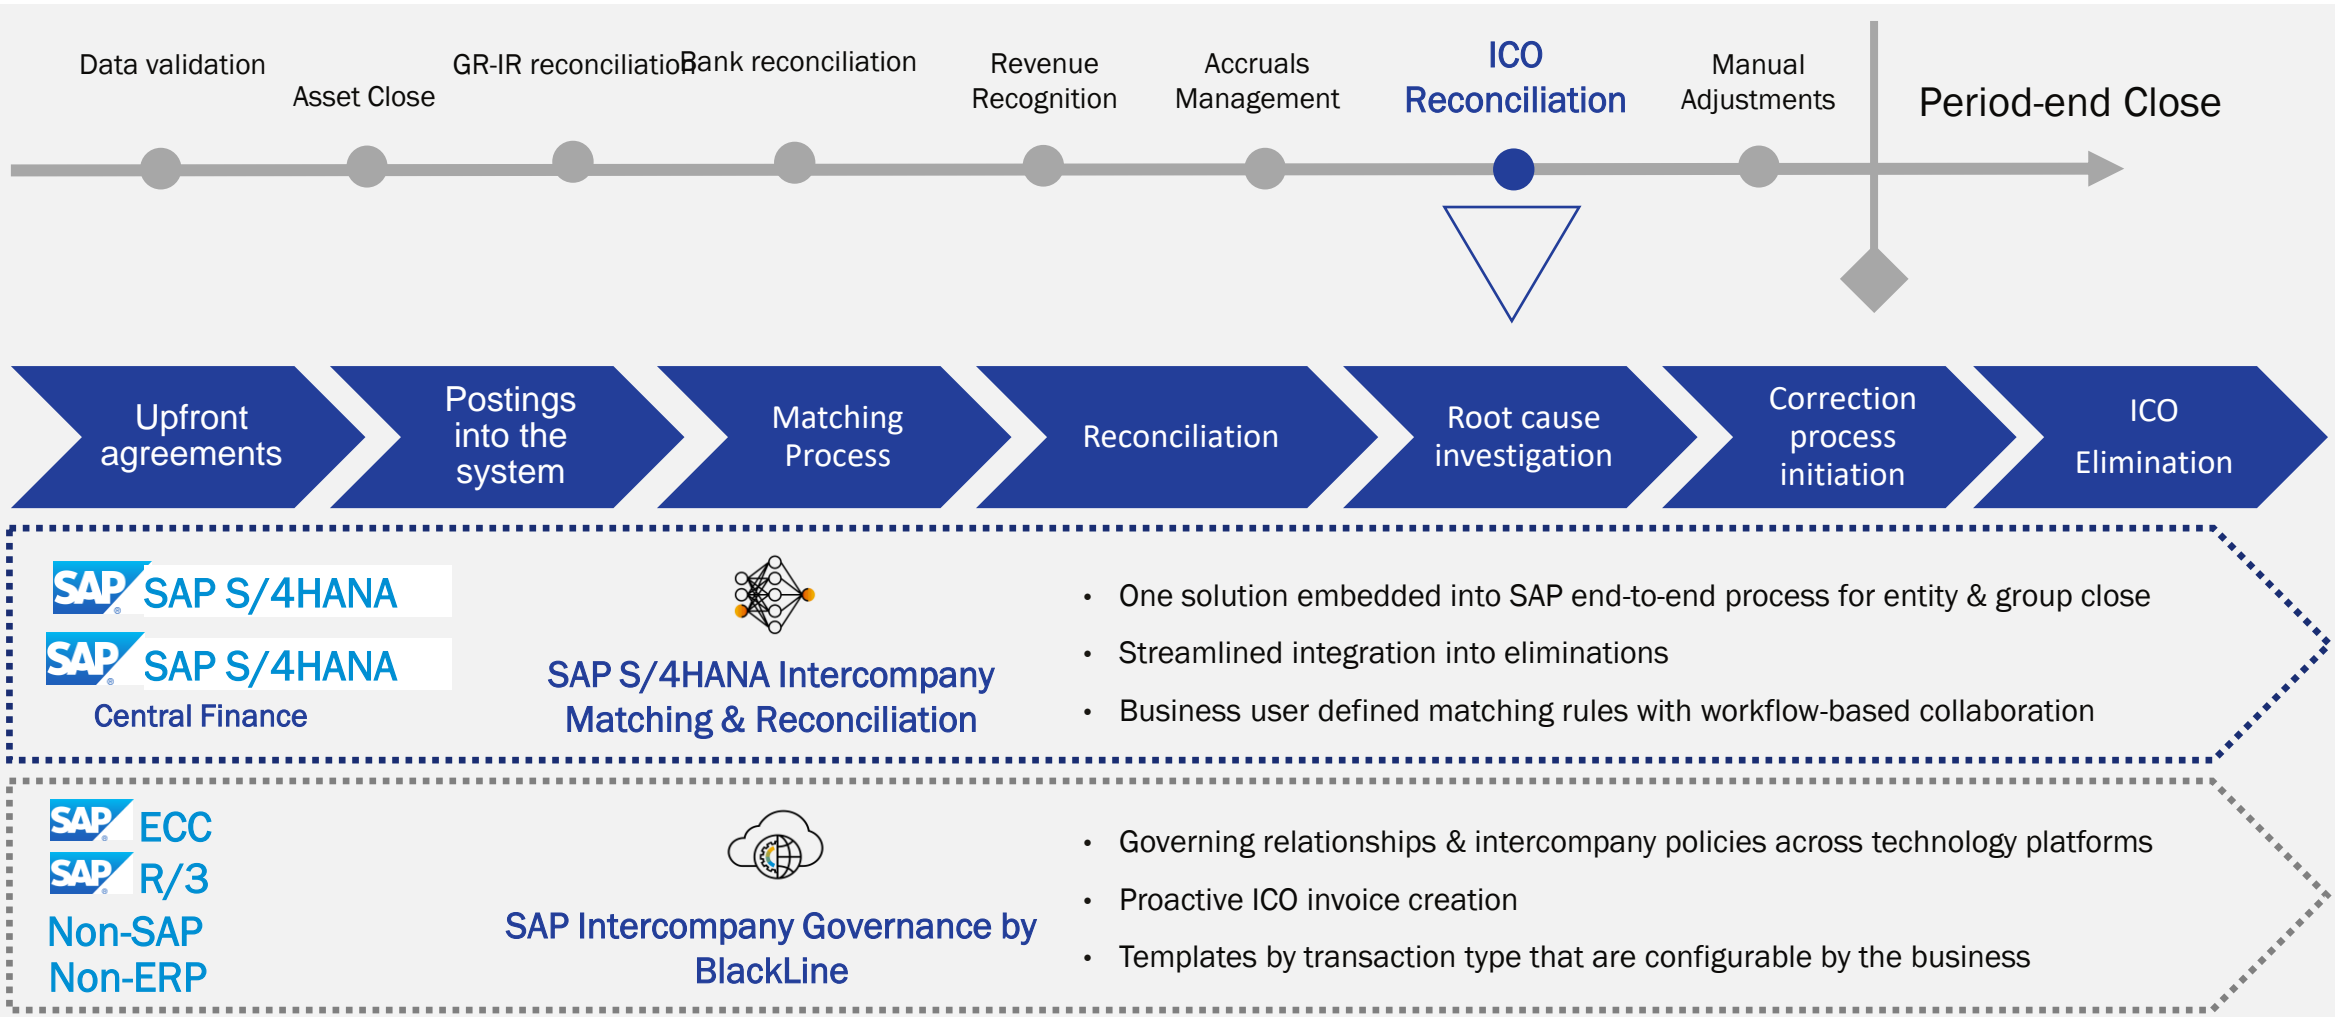 Data validation
Asset Close
GR-IR reconciliation
Bank reconciliation
Revenue
Recognition
Accruals
Management
ICO
Reconciliation
Manual
Adjustments
Period-end Close
Upfront
agreements
Postings
into the
system
Matching
Process
Reconciliation
Root cause
investigation
Correction
process
initiation
ICO
Elimination
SAP® SAP S/4HANA
SAP® SAP S/4HANA
Central Finance
SAP S/4HANA Intercompany
Matching & Reconciliation
• One solution embedded into SAP end-to-end process for entity & group close
• Streamlined integration into eliminations
• Business user defined matching rules with workflow-based collaboration
SAP® ECC
SAP® R/3
Non-SAP
Non-ERP
SAP Intercompany Governance by
BlackLine
• Governing relationships & intercompany policies across technology platforms
• Proactive ICO invoice creation
• Templates by transaction type that are configurable by the business